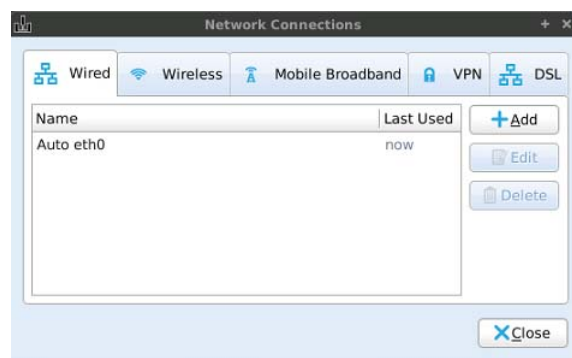 Network Connections
Wired Wireless Mobile Broadband VPN DSL
Name Last Used
Auto eth0 now
Add
Edit
Delete
Close